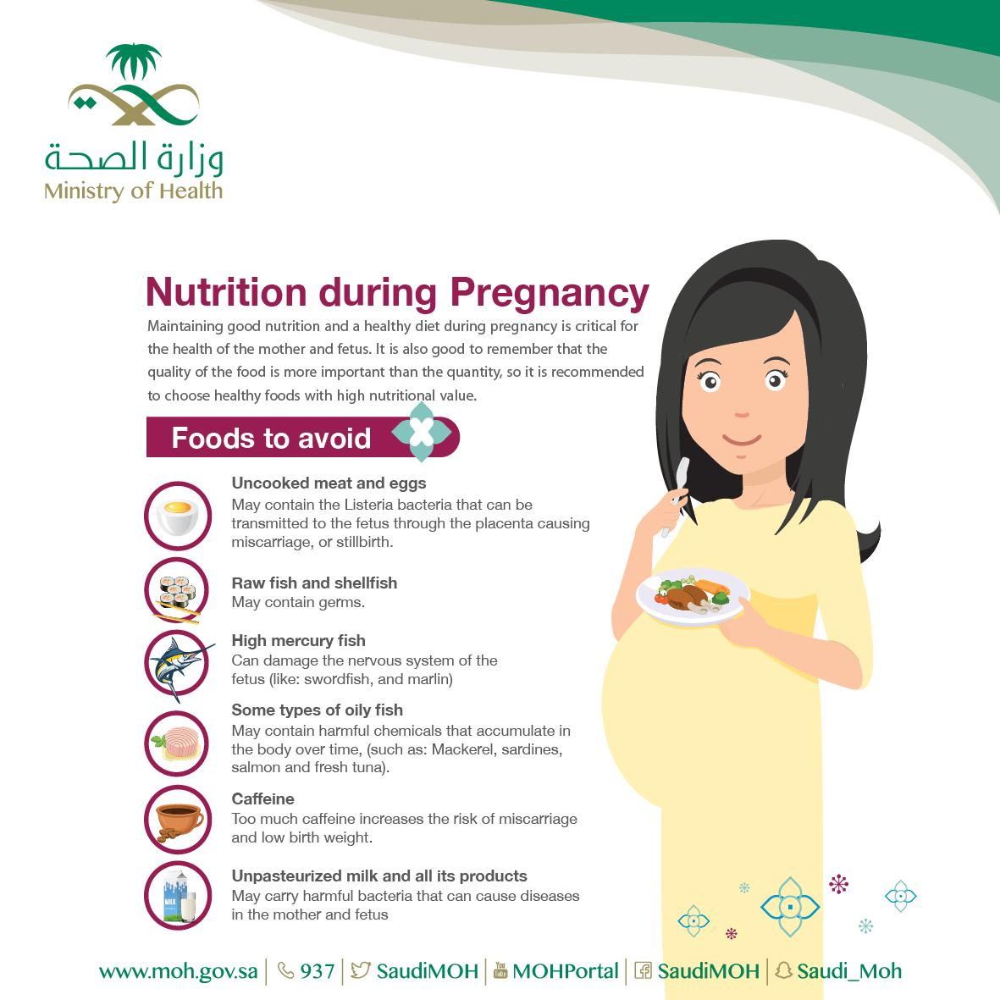 وزارة الصحة
Ministry of Health
Nutrition during Pregnancy
Maintaining good nutrition and a healthy diet during pregnancy is critical for
the health of the mother and fetus. It is also good to remember that the
quality of the food is more important than the quantity, so it is recommended
to choose healthy foods with high nutritional value.
Foods to avoid
Uncooked meat and eggs
May contain the Listeria bacteria that can be
transmitted to the fetus through the placenta causing
miscarriage, or stillbirth.
Raw fish and shellfish
May contain germs.
High mercury fish
Can damage the nervous system of the
fetus (like: swordfish, and marlin)
Some types of oily fish
May contain harmful chemicals that accumulate in
the body over time, (such as: Mackerel, sardines,
salmon and fresh tuna).
Caffeine
Too much caffeine increases the risk of miscarriage
and low birth weight.
MILK
Unpasteurized milk and all its products
May carry harmful bacteria that can cause diseases
in the mother and fetus
www.moh.gov.sa | 937 | SaudiMOH | You Tube MOHPortal | SaudiMOH | Saudi_Moh